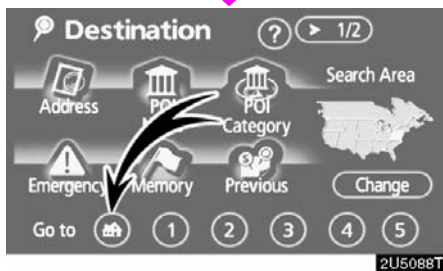 Destination
? 1/2
Search Area
Address
POI
POI
Category
Emergency
Memory
Previous
Change
Go to 1 2 3 4 5
2U5088T